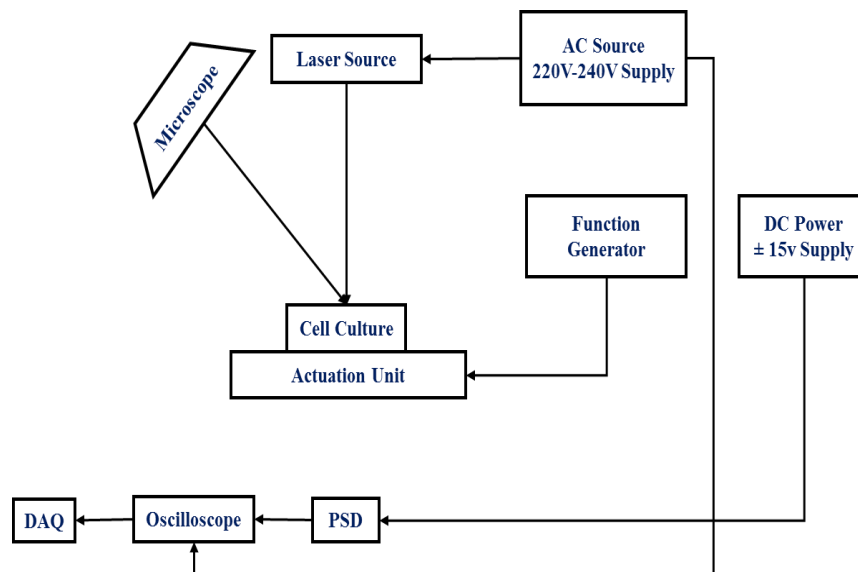 Microscope
Laser Source
AC Source
220V-240V Supply
Function
Generator
DC Power
± 15v Supply
Cell Culture
Actuation Unit
DAQ
Oscilloscope
PSD